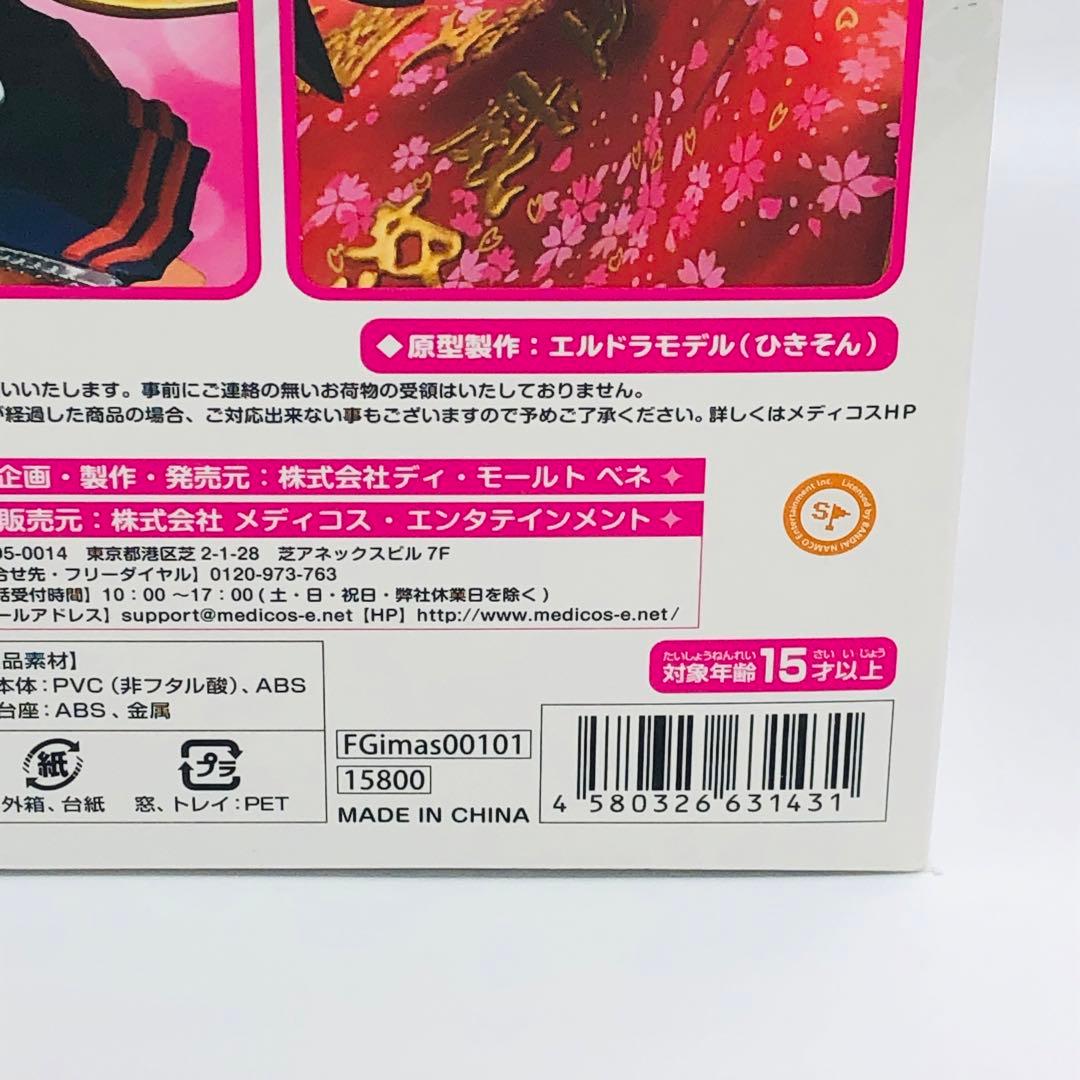 ◆原型製作：エルドラモデル（ひきそん）
いいたします。事前にご連絡の無いお荷物の受領はいたしておりません。
が経過した商品の場合、ご対応出来ない事もございますので予めご了承ください。詳しくはメディコスHP
企画・製作・発売元：株式会社ディ・モールト ベネ
販売元：株式会社 メディコス・エンタテインメント
05-0014 東京都港区芝2-1-28 芝アネックスビル 7F
合せ先・フリーダイヤル】0120-973-763
話受付時間】10：00 ～17：00（土・日・祝日・弊社休業日を除く）
ールアドレス】support@medicos-e.net【HP】http://www.medicos-e.net/
Licensed by BANDAI NAMCO Entertainment Inc.
たいしょうねんれい さい いじょう
対象年齢15才以上
品素材】
本体：PVC（非フタル酸）、ABS
台座：ABS、金属
紙
プラ
外箱、台紙 窓、トレイ：PET
FGimas00101
15800
MADE IN CHINA
4 580326 631431